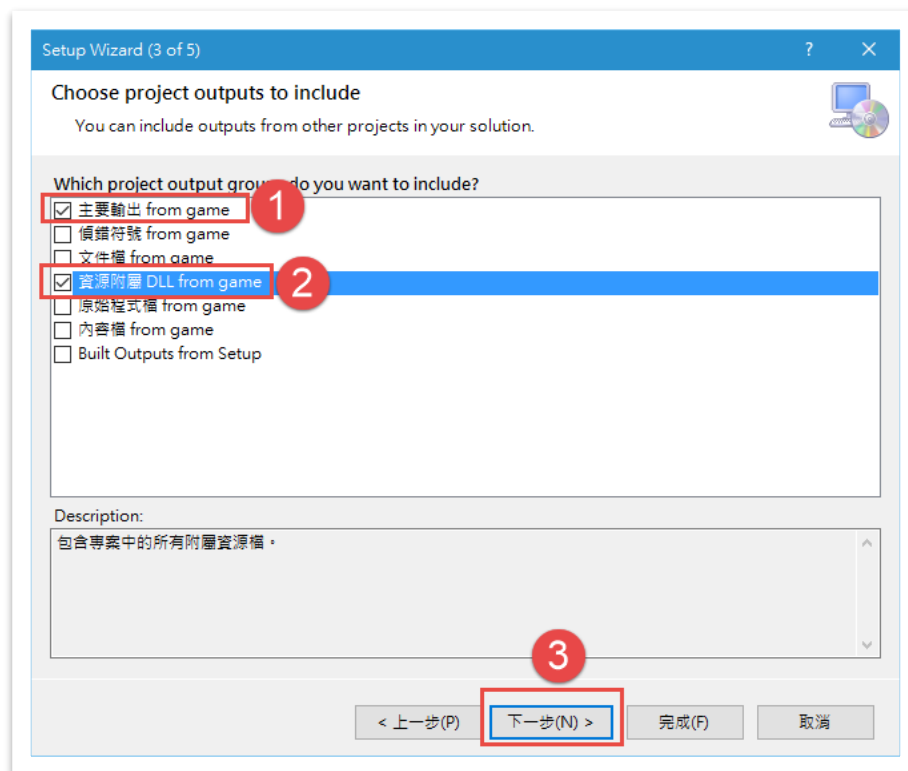 Setup Wizard (3 of 5)
Choose project outputs to include
You can include outputs from other projects in your solution.
Which project output do you want to include?
主要輸出 from game
1
偵錯符號 from game
文件檔 from game
資源附屬 DLL from game
2
原始程式檔 from game
內容檔 from game
Built Outputs from Setup
Description:
包含專案中的所有附屬資源檔。
3
< 上一步(P)
下一步(N) >
完成(F)
取消